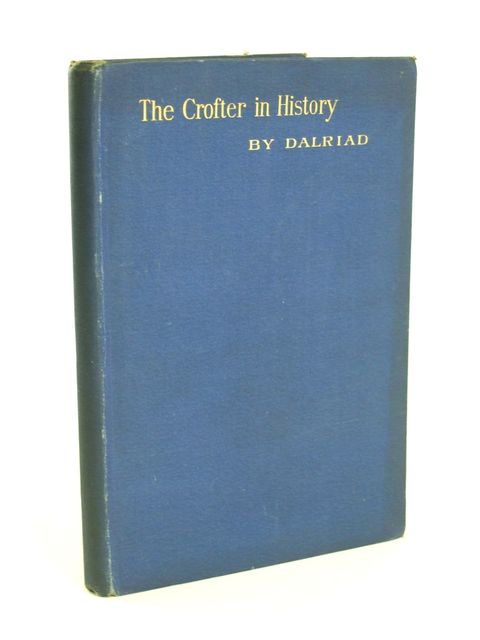 The Crofter in History
BY DALRIAD